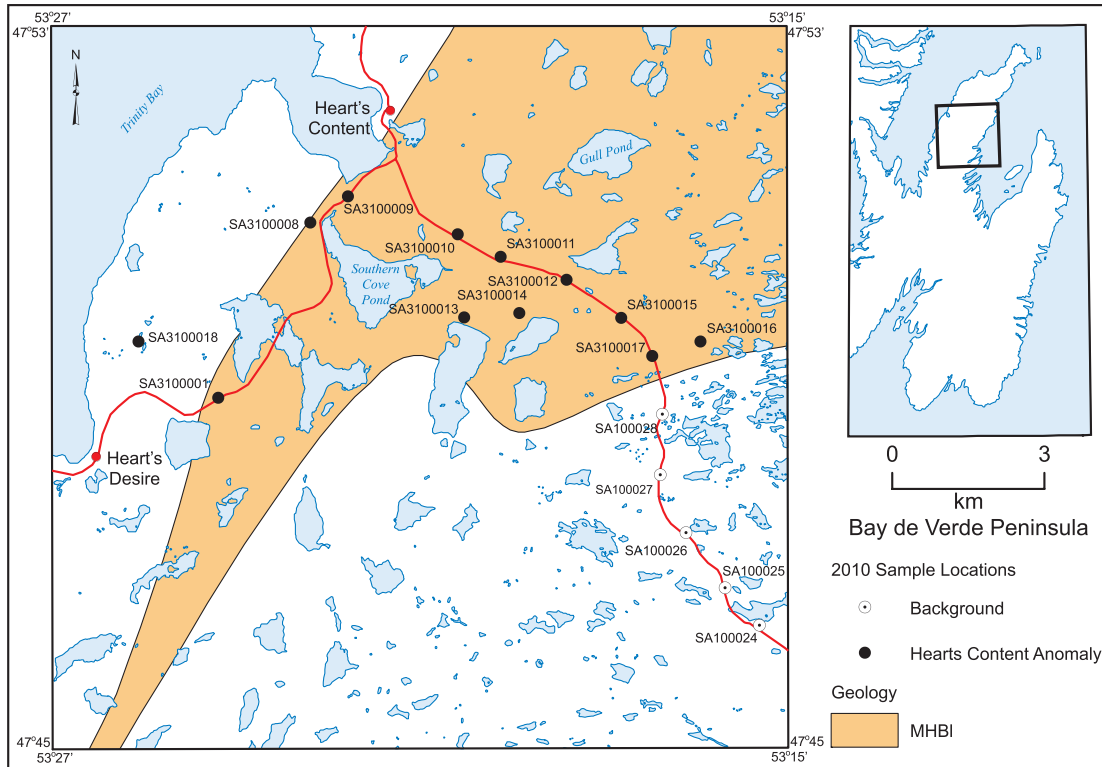 53°27'
53°15'
47°53'
47°53'
N
Trinity Bay
Heart's
Content
Gull Pond
SA3100009
SA3100008
SA3100010
SA3100011
Southern
Cove
Pond
SA3100012
SA3100014
SA3100013
SA3100015
SA3100016
SA3100018
SA3100017
SA3100001
SA100028
Heart's
Desire
SA100027
SA100026
SA100025
SA100024
47°45'
47°45
53°27'
53°15'
0 3
km
Bay de Verde Peninsula
2010 Sample Locations
Background
Hearts Content Anomaly
Geology
MHBI